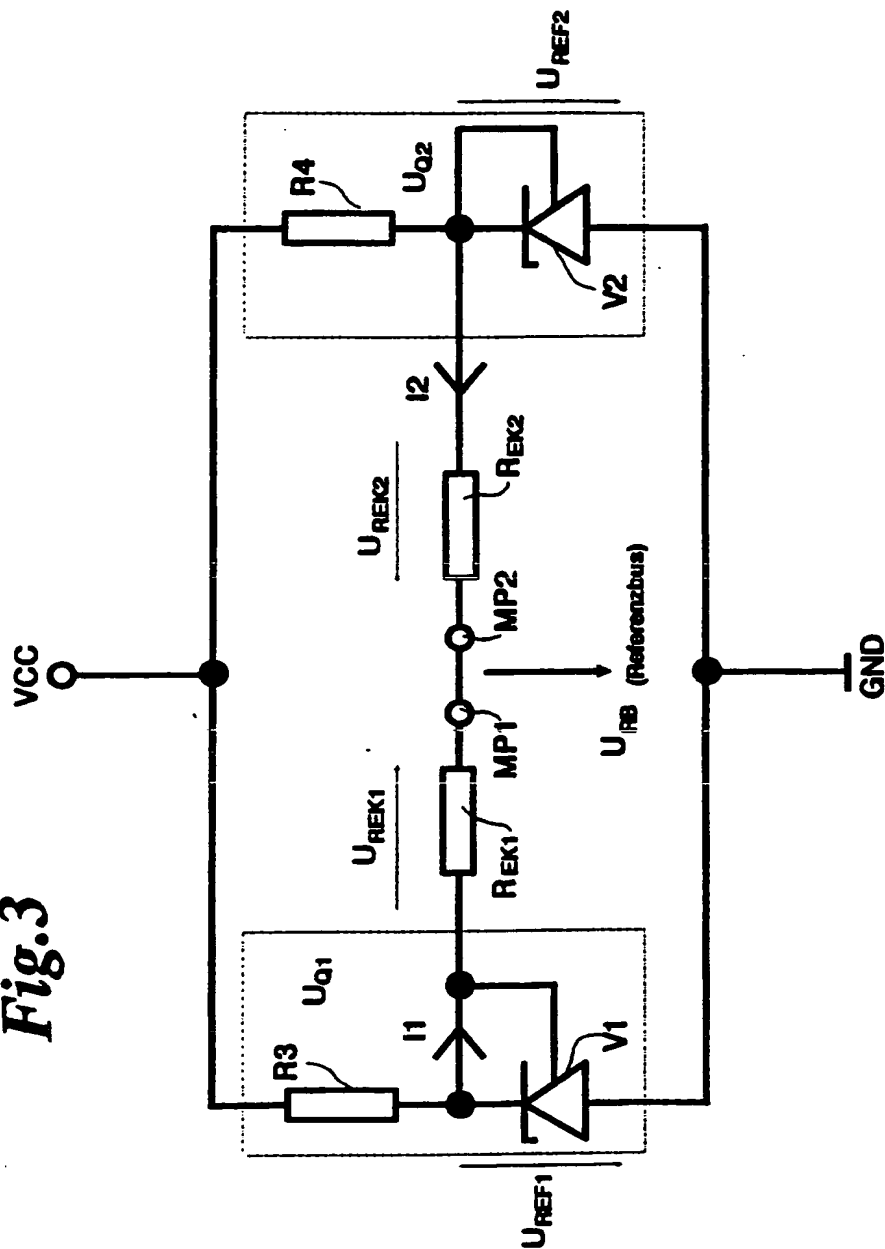 Fig.3
VCC
R3
UQ1
I1
V1
UREF1
UREK1
REK1
MP1
MP2
UREK2
REK2
I2
R4
UQ2
V2
UREF2
URB (Referenzbus)
GND